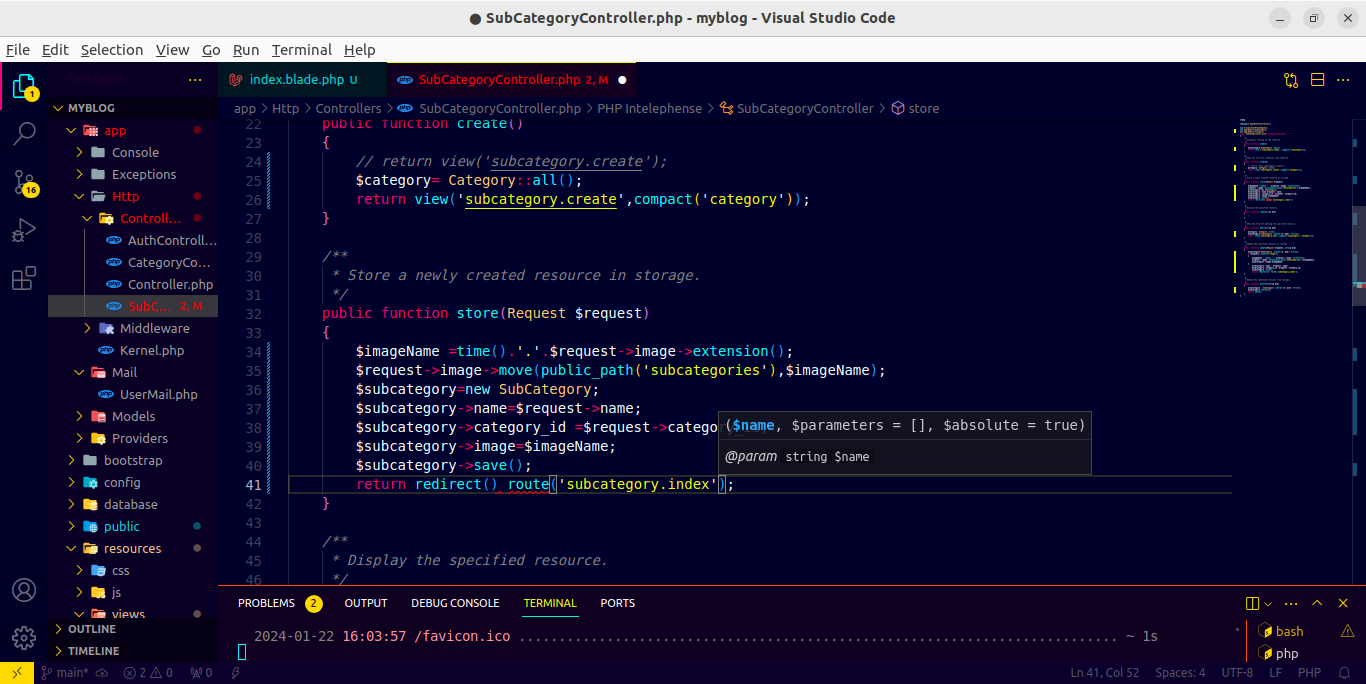 ● SubCategoryController.php - myblog - Visual Studio Code
File Edit Selection View Go Run Terminal Help
EXPLORER ···
index.blade.php U
SubCategoryController.php 2, M ●
app > Http > Controllers > SubCategoryController.php > PHP Intelephense > SubCategoryController > store
MYBLOG
app
Console
Exceptions
Http
Controll...
AuthControll...
CategoryCo...
Controller.php
SubC... 2, M
Middleware
Kernel.php
Mail
UserMail.php
Models
Providers
bootstrap
config
database
public
resources
css
js
views
OUTLINE
TIMELINE
1
16
22 public function create()
23 {
24 // return view('subcategory.create');
25 $category= Category::all();
26 return view('subcategory.create',compact('category'));
27 }
28
29 /**
30 * Store a newly created resource in storage.
31 */
32 public function store(Request $request)
33 {
34 $imageName =time().'.'.$request->image->extension();
35 $request->image->move(public_path('subcategories'),$imageName);
36 $subcategory=new SubCategory;
37 $subcategory->name=$request->name;
38 $subcategory->category_id =$request->catego
39 $subcategory->image=$imageName;
40 $subcategory->save();
41 return redirect() route('subcategory.index');
42 }
43
44 /**
45 * Display the specified resource.
46 */
($name, $parameters = [], $absolute = true)
@param string $name
PROBLEMS 2 OUTPUT DEBUG CONSOLE TERMINAL PORTS
2024-01-22 16:03:57 /favicon.ico ....................................................................... ~ 1s
bash
php
main* 2 0 0 Ln 41, Col 52 Spaces: 4 UTF-8 LF PHP